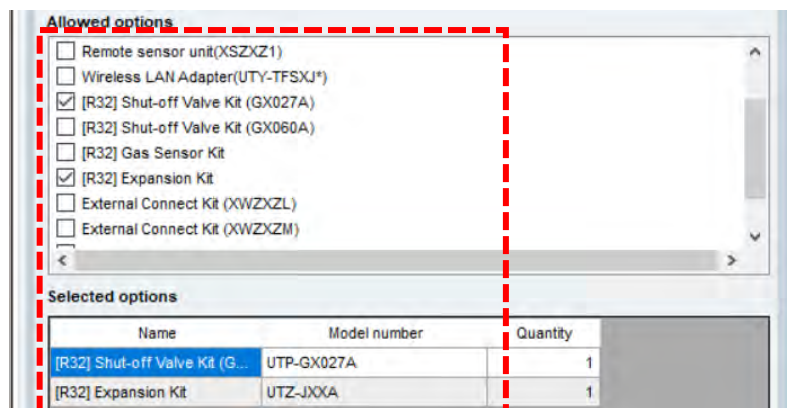 Allowed options
Remote sensor unit(XSZXZ1)
Wireless LAN Adapter(UTY-TFSXJ*)
[R32] Shut-off Valve Kit (GX027A)
[R32] Shut-off Valve Kit (GX060A)
[R32] Gas Sensor Kit
[R32] Expansion Kit
External Connect Kit (XWZXZL)
External Connect Kit (XWZXZM)
Selected options
Name Model number Quantity
[R32] Shut-off Valve Kit (G... UTP-GX027A 1
[R32] Expansion Kit UTZ-JXXA 1